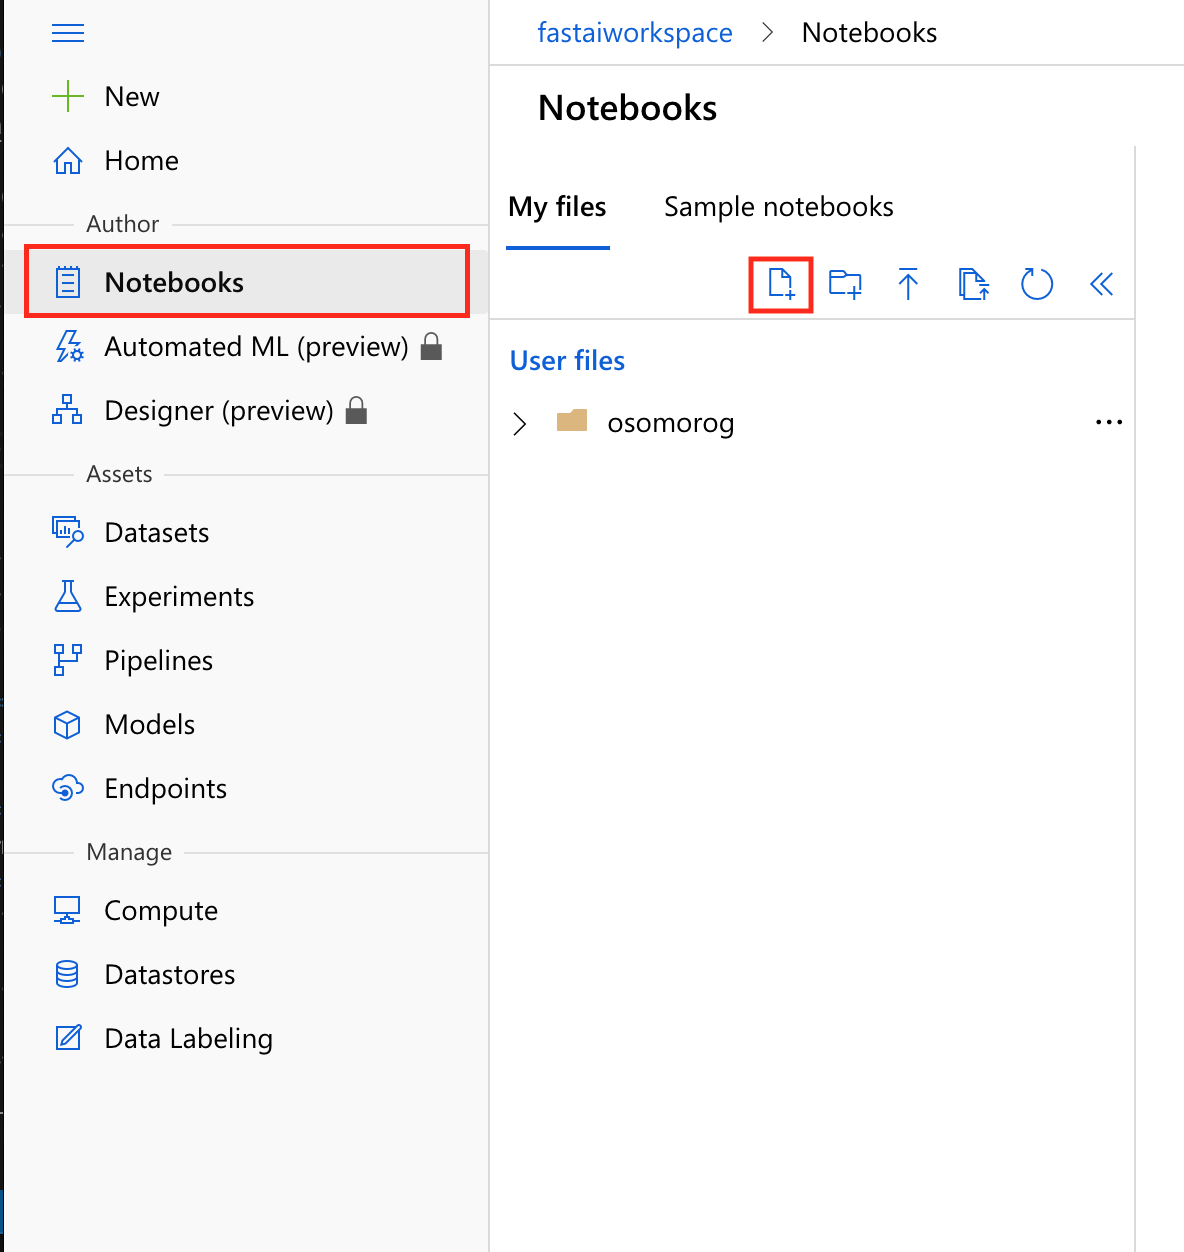 New
Home
Author
Notebooks
Automated ML (preview)
Designer (preview)
Assets
Datasets
Experiments
Pipelines
Models
Endpoints
Manage
Compute
Datastores
Data Labeling
fastaiworkspace > Notebooks
Notebooks
My files Sample notebooks
User files
osomorog